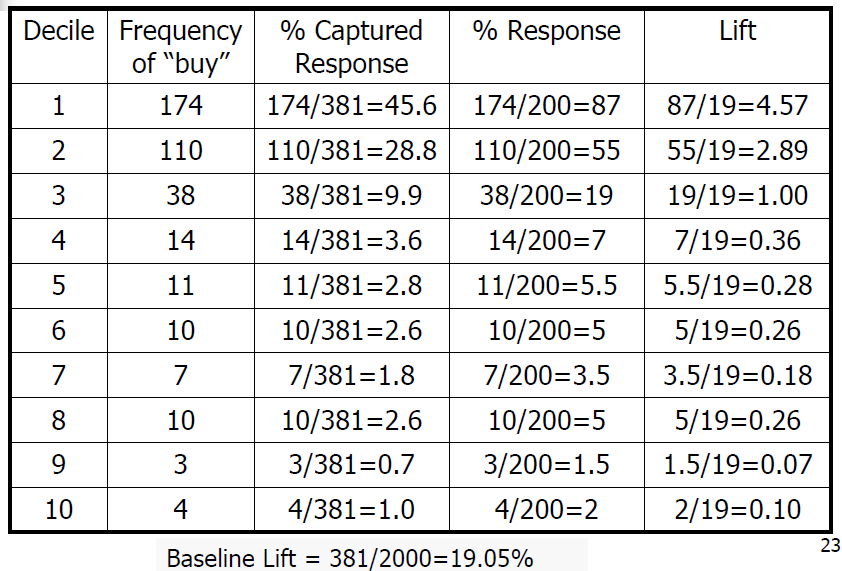 Decile Frequency of “buy” % Captured Response % Response Lift
1 174 174/381=45.6 174/200=87 87/19=4.57
2 110 110/381=28.8 110/200=55 55/19=2.89
3 38 38/381=9.9 38/200=19 19/19=1.00
4 14 14/381=3.6 14/200=7 7/19=0.36
5 11 11/381=2.8 11/200=5.5 5.5/19=0.28
6 10 10/381=2.6 10/200=5 5/19=0.26
7 7 7/381=1.8 7/200=3.5 3.5/19=0.18
8 10 10/381=2.6 10/200=5 5/19=0.26
9 3 3/381=0.7 3/200=1.5 1.5/19=0.07
10 4 4/381=1.0 4/200=2 2/19=0.10
Baseline Lift = 381/2000=19.05%
23